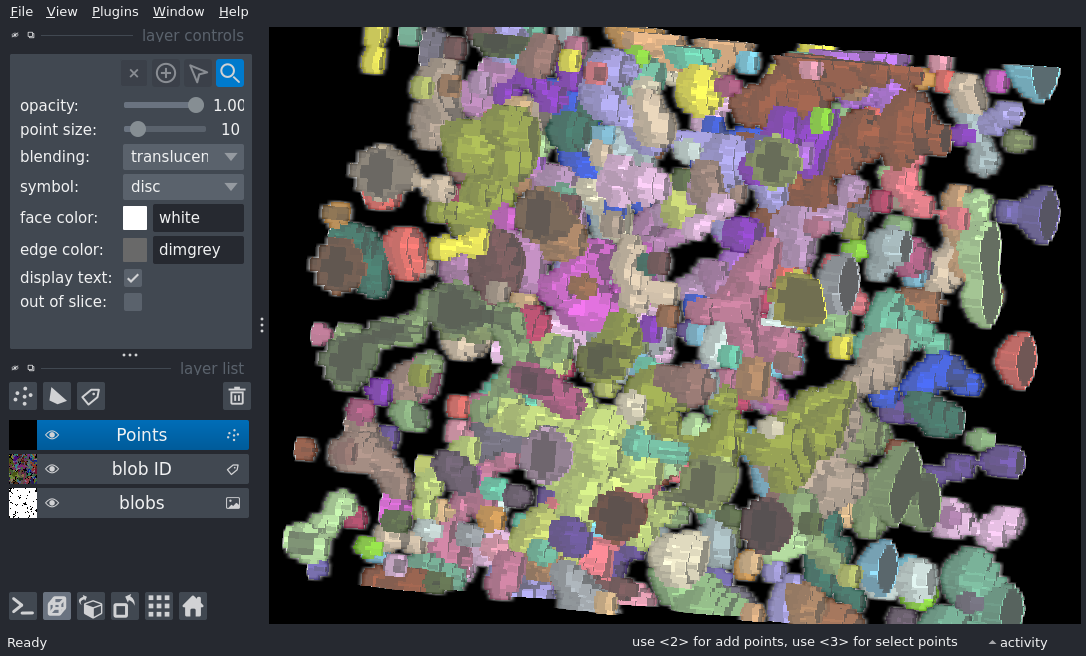 File View Plugins Window Help
layer controls
opacity: 1.00
point size: 10
blending: translucen
symbol: disc
face color: white
edge color: dimgrey
display text:
out of slice:
layer list
Points
blob ID
blobs
Ready
use <2> for add points, use <3> for select points
activity